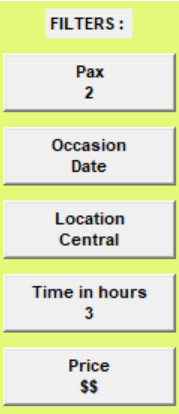 FILTERS :
Pax
2
Occasion
Date
Location
Central
Time in hours
3
Price
$$